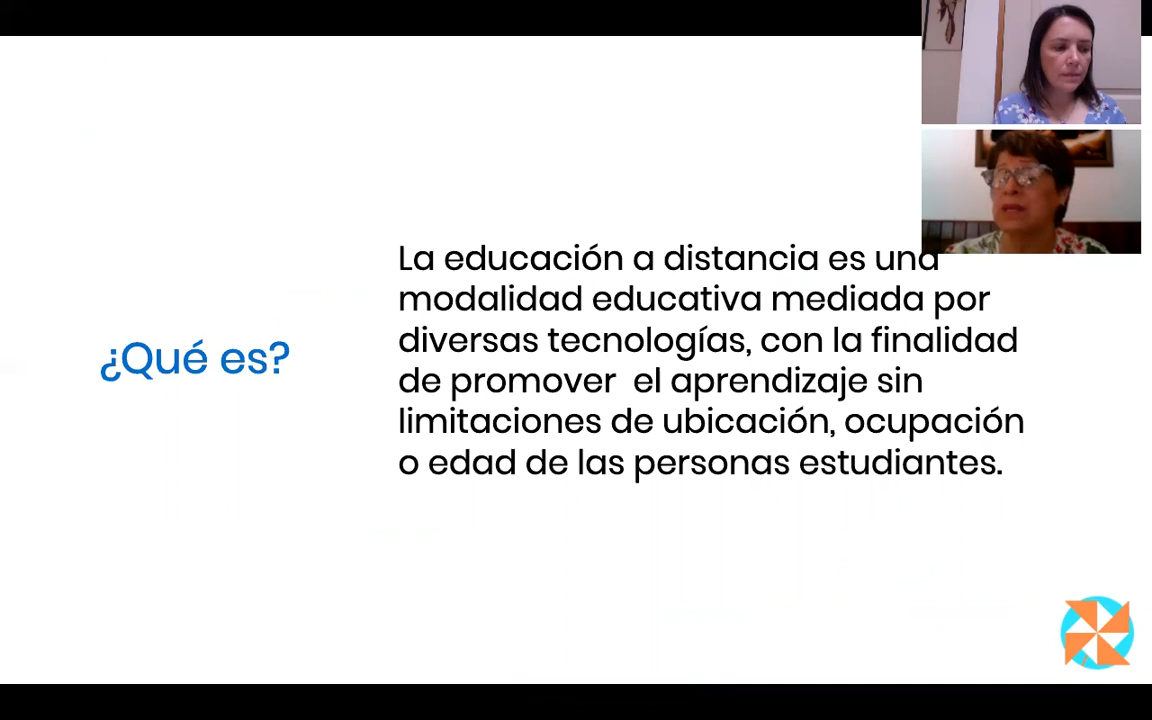 ¿Qué es?
La educación a distancia es una
modalidad educativa mediada por
diversas tecnologías, con la finalidad
de promover  el aprendizaje sin
limitaciones de ubicación, ocupación
o edad de las personas estudiantes.